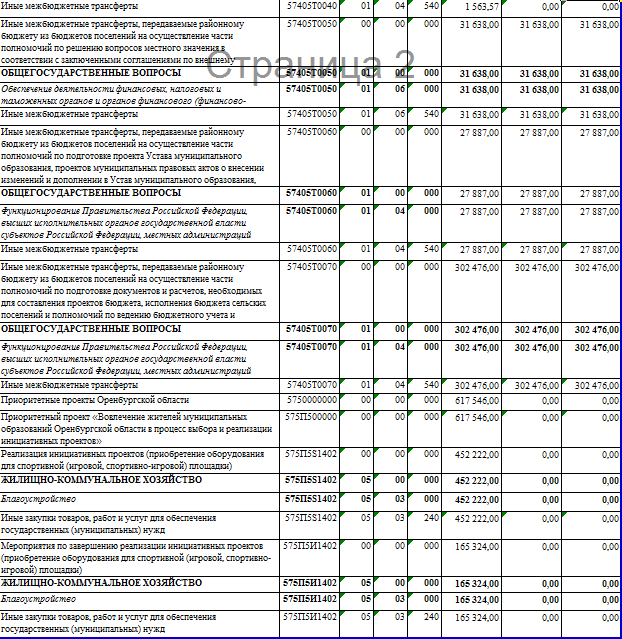 Иные межбюджетные трансферты 57405Т0040 01 04 540 1 563,57 0,00 0,00
Иные межбюджетные трансферты, передаваемые районному 57405Т0050 00 00 000 31 638,00 31 638,00 31 638,00
бюджету из бюджетов поселений на осуществление части
полномочий по решению вопросов местного значения в
соответствии с заключенными соглашениями по внешнему
Страница 2
ОБЩЕГОСУДАРСТВЕННЫЕ ВОПРОСЫ 57405Т0050 01 00 000 31 638,00 31 638,00 31 638,00
Обеспечение деятельности финансовых, налоговых и 57405Т0050 01 06 000 31 638,00 31 638,00 31 638,00
таможенных органов и органов финансового (финансово-
Иные межбюджетные трансферты 57405Т0050 01 06 540 31 638,00 31 638,00 31 638,00
Иные межбюджетные трансферты, передаваемые районному 57405Т0060 00 00 000 27 887,00 27 887,00 27 887,00
бюджету из бюджетов поселений на осуществление части
полномочий по подготовке проекта Устава муниципального
образования, проектов муниципальных правовых актов о внесении
изменений и дополнении в Устав муниципального образования,
ОБЩЕГОСУДАРСТВЕННЫЕ ВОПРОСЫ 57405Т0060 01 00 000 27 887,00 27 887,00 27 887,00
Функционирование Правительства Российской Федерации, 57405Т0060 01 04 000 27 887,00 27 887,00 27 887,00
высших исполнительных органов государственной власти
субъектов Российской Федерации, местных администраций
Иные межбюджетные трансферты 57405Т0060 01 04 540 27 887,00 27 887,00 27 887,00
Иные межбюджетные трансферты, передаваемые районному 57405Т0070 00 00 000 302 476,00 302 476,00 302 476,00
бюджету из бюджетов поселений на осуществление части
полномочий по подготовке документов и расчетов, необходимых
для составления проектов бюджета, исполнения бюджета сельских
поселений и полномочий по ведению бюджетного учета и
ОБЩЕГОСУДАРСТВЕННЫЕ ВОПРОСЫ 57405Т0070 01 00 000 302 476,00 302 476,00 302 476,00
Функционирование Правительства Российской Федерации, 57405Т0070 01 04 000 302 476,00 302 476,00 302 476,00
высших исполнительных органов государственной власти
субъектов Российской Федерации, местных администраций
Иные межбюджетные трансферты 57405Т0070 01 04 540 302 476,00 302 476,00 302 476,00
Приоритетные проекты Оренбургской области 5750000000 00 00 000 617 546,00 0,00 0,00
Приоритетный проект «Вовлечение жителей муниципальных 575П500000 00 00 000 617 546,00 0,00 0,00
образований Оренбургской области в процесс выбора и реализации
инициативных проектов»
Реализация инициативных проектов (приобретение оборудования 575П5S1402 00 00 000 452 222,00 0,00 0,00
для спортивной (игровой, спортивно-игровой) площадки)
ЖИЛИЩНО-КОММУНАЛЬНОЕ ХОЗЯЙСТВО 575П5S1402 05 00 000 452 222,00 0,00 0,00
Благоустройство 575П5S1402 05 03 000 452 222,00 0,00 0,00
Иные закупки товаров, работ и услуг для обеспечения 575П5S1402 05 03 240 452 222,00 0,00 0,00
государственных (муниципальных) нужд
Мероприятия по завершению реализации инициативных проектов 575П5И1402 00 00 000 165 324,00 0,00 0,00
(приобретение оборудования для спортивной (игровой, спортивно-
игровой) площадки)
ЖИЛИЩНО-КОММУНАЛЬНОЕ ХОЗЯЙСТВО 575П5И1402 05 00 000 165 324,00 0,00 0,00
Благоустройство 575П5И1402 05 03 000 165 324,00 0,00 0,00
Иные закупки товаров, работ и услуг для обеспечения 575П5И1402 05 03 240 165 324,00 0,00 0,00
государственных (муниципальных) нужд